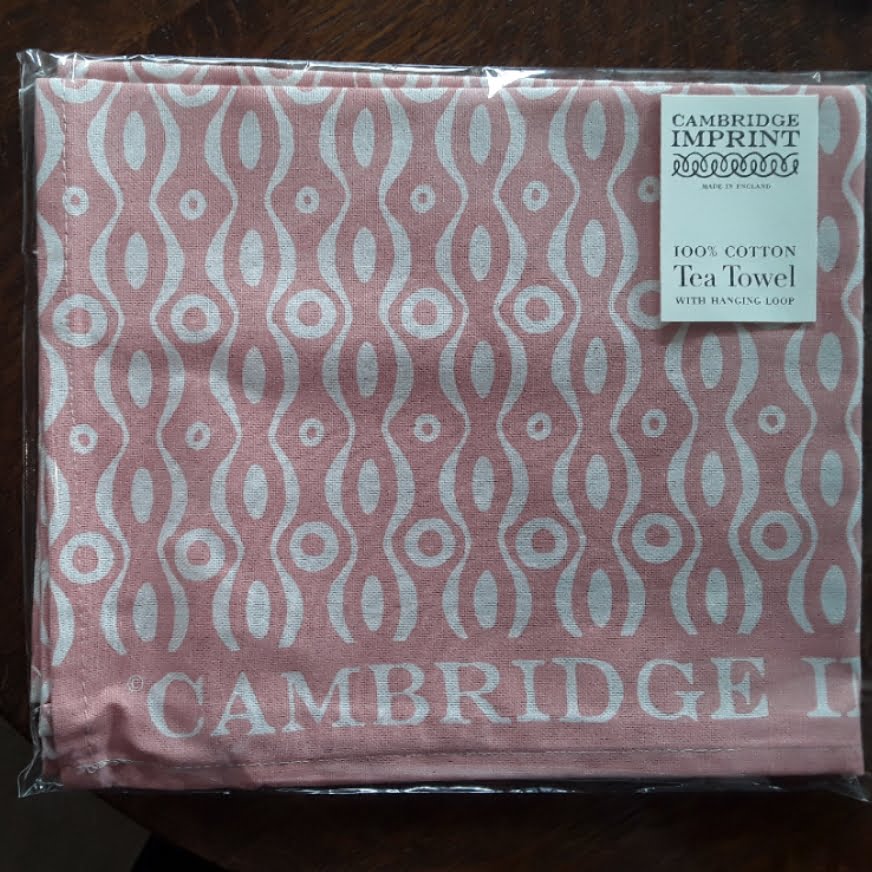 CAMBRIDGE
IMPRINT
MADE IN ENGLAND
100% COTTON
Tea Towel
WITH HANGING LOOP
© CAMBRIDGE I